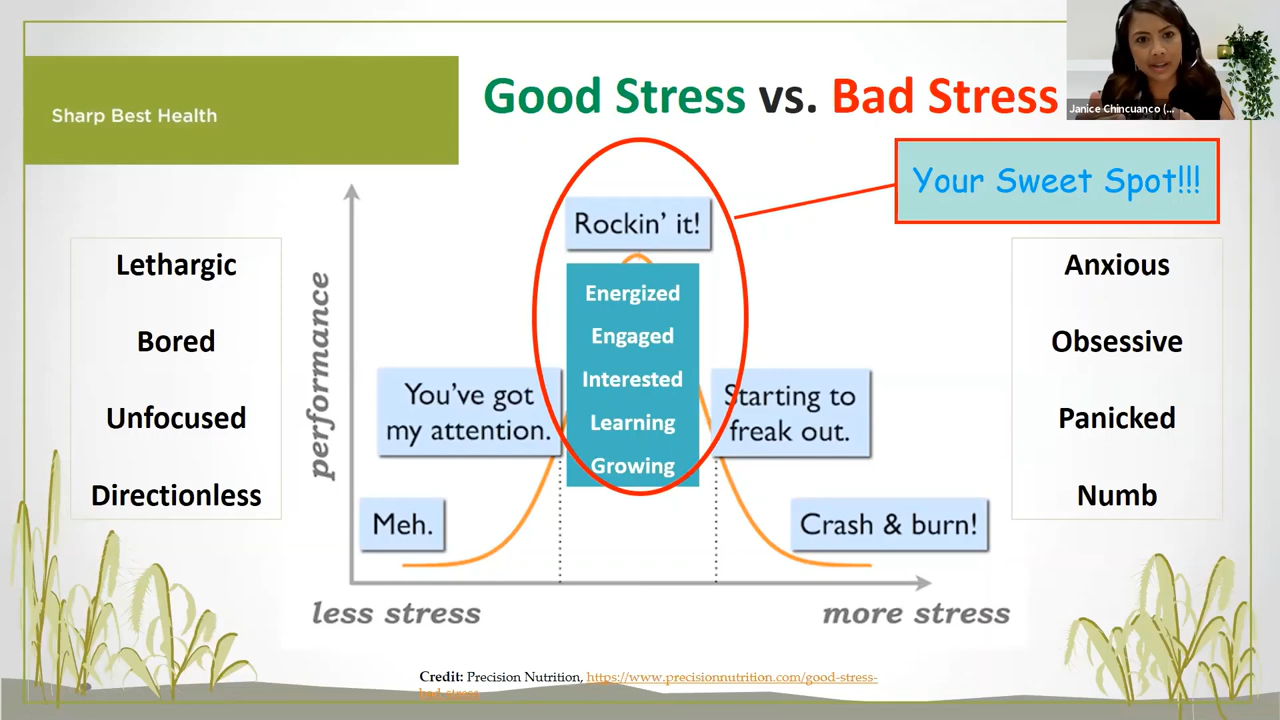 Sharp Best Health
Good Stress vs. Bad Stress
Janice Chincuanco (...
Your Sweet Spot!!!
Rockin' it!
Lethargic
Bored
Unfocused
Directionless
performance
Energized
Engaged
Interested
Learning
Growing
You've got
my attention.
Starting to
freak out.
Meh.
Crash & burn!
Anxious
Obsessive
Panicked
Numb
less stress
more stress
Credit: Precision Nutrition, https://www.precisionnutrition.com/good-stress-
bad-stress